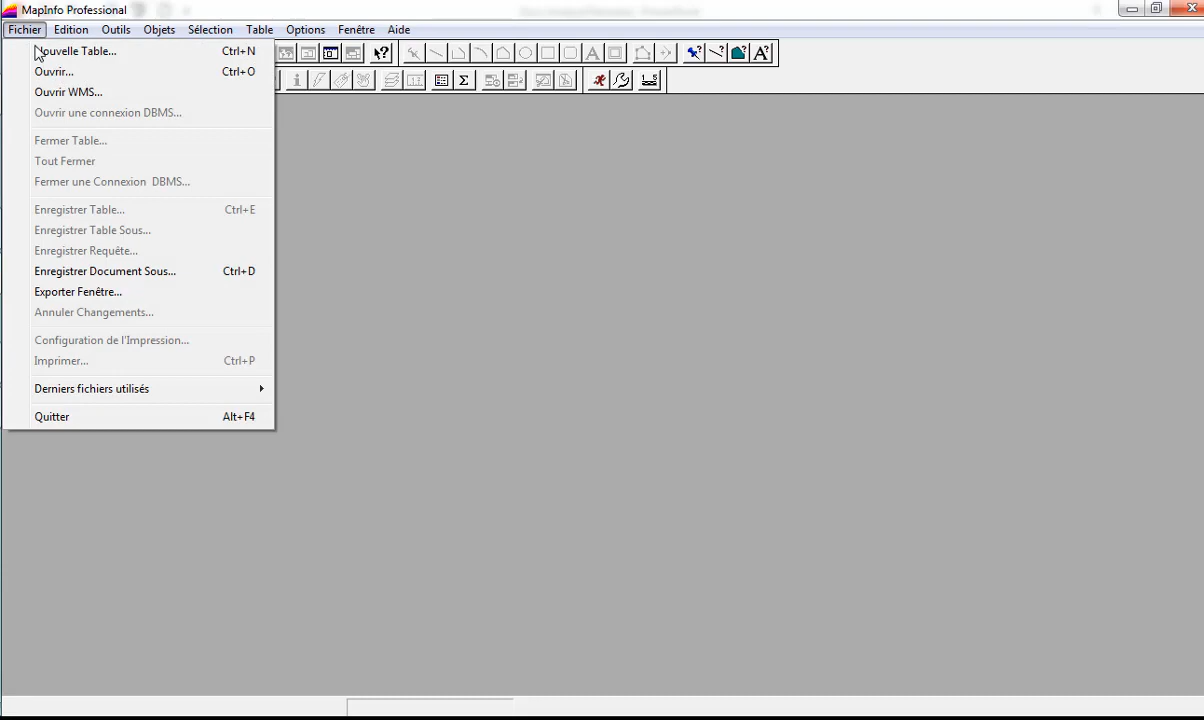 MapInfo Professional
Fichier Edition Outils Objets Sélection Table Options Fenêtre Aide
ouvelle Table... Ctrl+N
Ouvrir... Ctrl+O
Ouvrir WMS...
Ouvrir une connexion DBMS...
Fermer Table...
Tout Fermer
Fermer une Connexion DBMS...
Enregistrer Table... Ctrl+E
Enregistrer Table Sous...
Enregistrer Requête...
Enregistrer Document Sous... Ctrl+D
Exporter Fenêtre...
Annuler Changements...
Configuration de l'Impression...
Imprimer... Ctrl+P
Derniers fichiers utilisés
Quitter Alt+F4